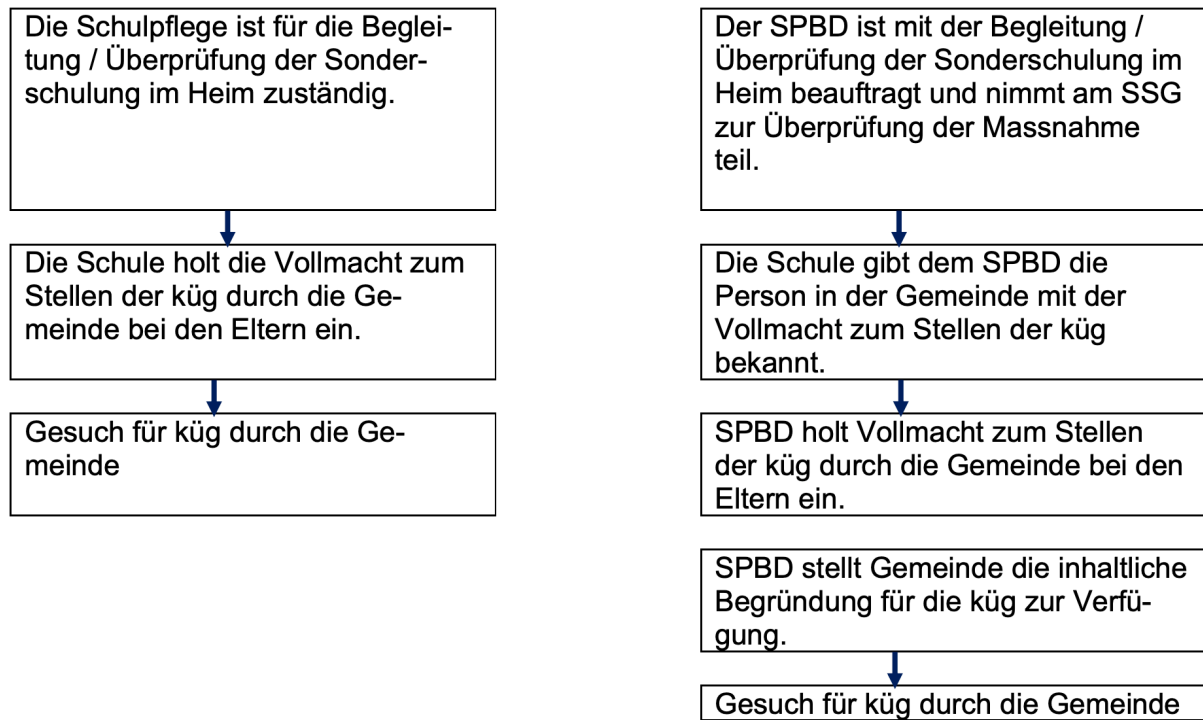 Die Schulpflege ist für die Beglei-
tung / Überprüfung der Sonder-
schulung im Heim zuständig.
Die Schule holt die Vollmacht zum
Stellen der küg durch die Ge-
meinde bei den Eltern ein.
Gesuch für küg durch die Ge-
meinde
Der SPBD ist mit der Begleitung /
Überprüfung der Sonderschulung im
Heim beauftragt und nimmt am SSG
zur Überprüfung der Massnahme
teil.
Die Schule gibt dem SPBD die
Person in der Gemeinde mit der
Vollmacht zum Stellen der küg
bekannt.
SPBD holt Vollmacht zum Stellen
der küg durch die Gemeinde bei den
Eltern ein.
SPBD stellt Gemeinde die inhaltliche
Begründung für die küg zur Verfü-
gung.
Gesuch für küg durch die Gemeinde